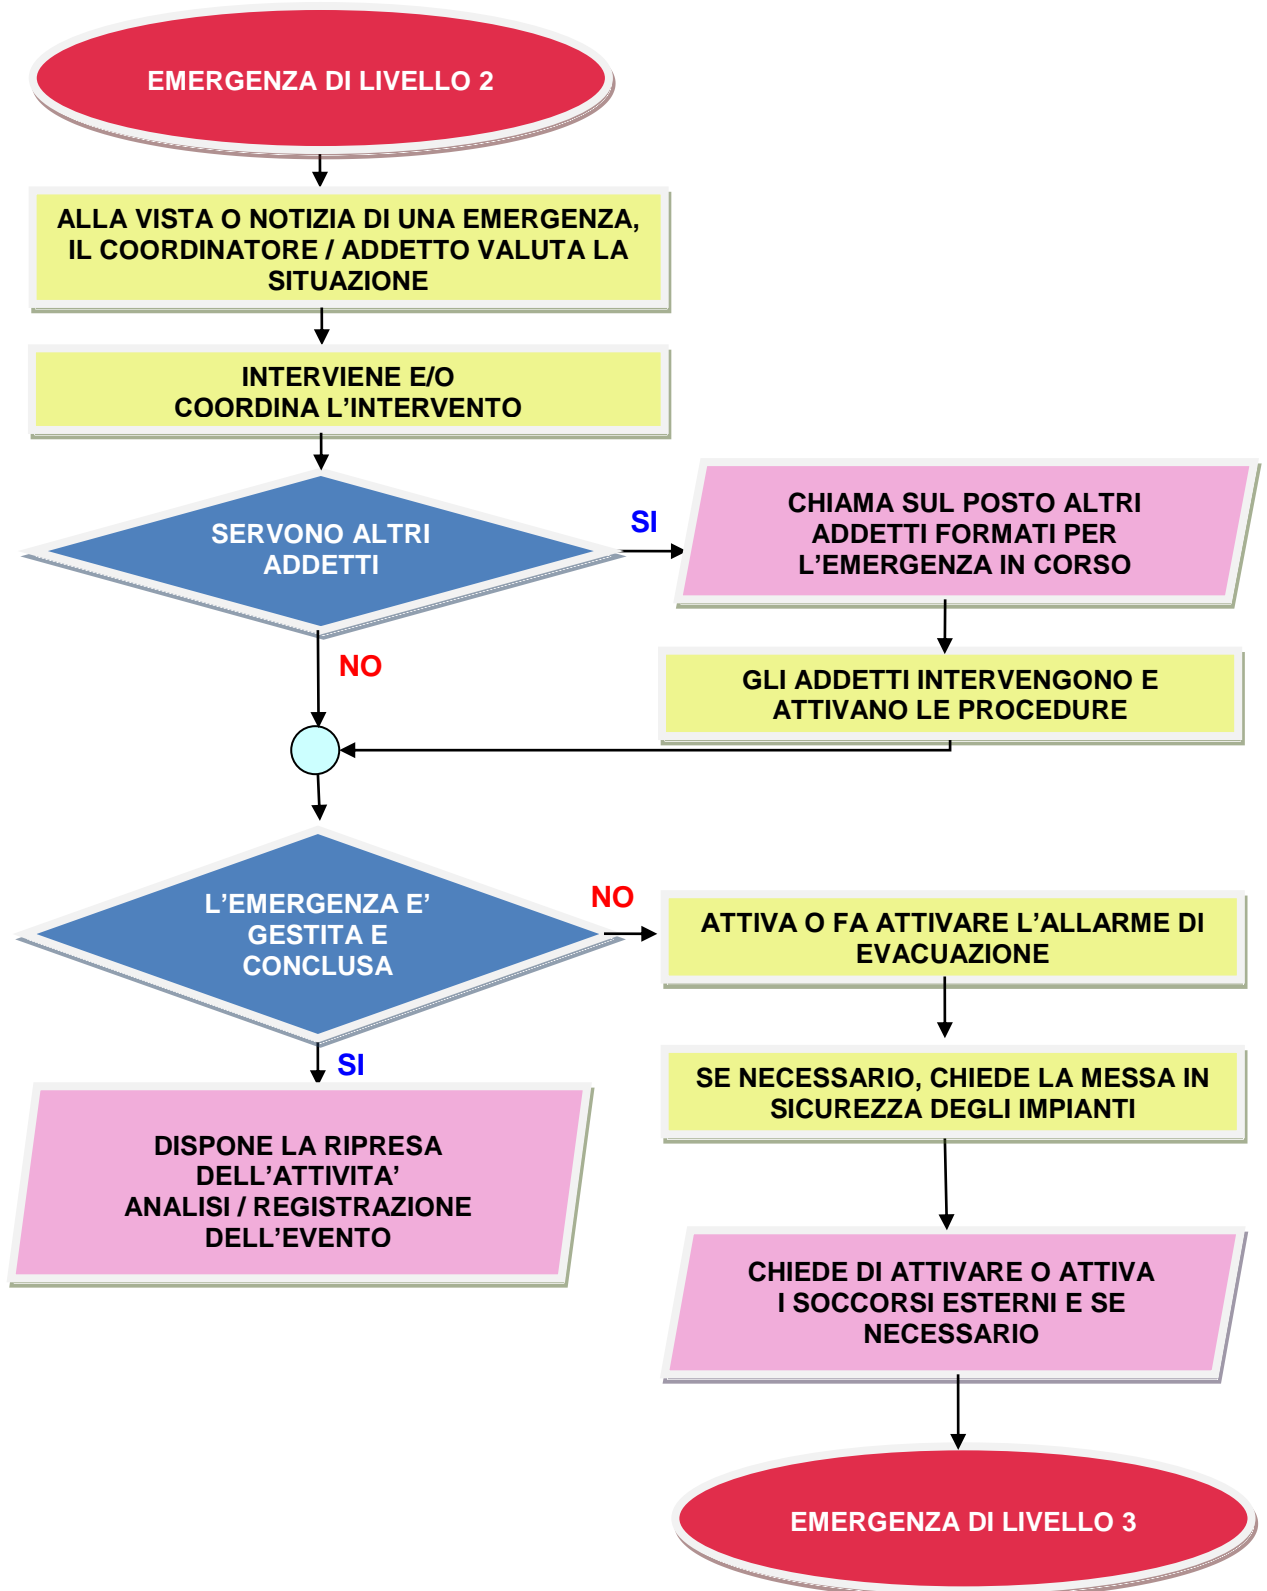 EMERGENZA DI LIVELLO 2
ALLA VISTA O NOTIZIA DI UNA EMERGENZA,
IL COORDINATORE / ADDETTO VALUTA LA
SITUAZIONE
INTERVIENE E/O
COORDINA L’INTERVENTO
SERVONO ALTRI
ADDETTI
SI
CHIAMA SUL POSTO ALTRI
ADDETTI FORMATI PER
L’EMERGENZA IN CORSO
NO
GLI ADDETTI INTERVENGONO E
ATTIVANO LE PROCEDURE
L’EMERGENZA E’
GESTITA E
CONCLUSA
NO
ATTIVA O FA ATTIVARE L’ALLARME DI
EVACUAZIONE
SI
SE NECESSARIO, CHIEDE LA MESSA IN
SICUREZZA DEGLI IMPIANTI
DISPONE LA RIPRESA
DELL’ATTIVITA’
ANALISI / REGISTRAZIONE
DELL’EVENTO
CHIEDE DI ATTIVARE O ATTIVA
I SOCCORSI ESTERNI E SE
NECESSARIO
EMERGENZA DI LIVELLO 3